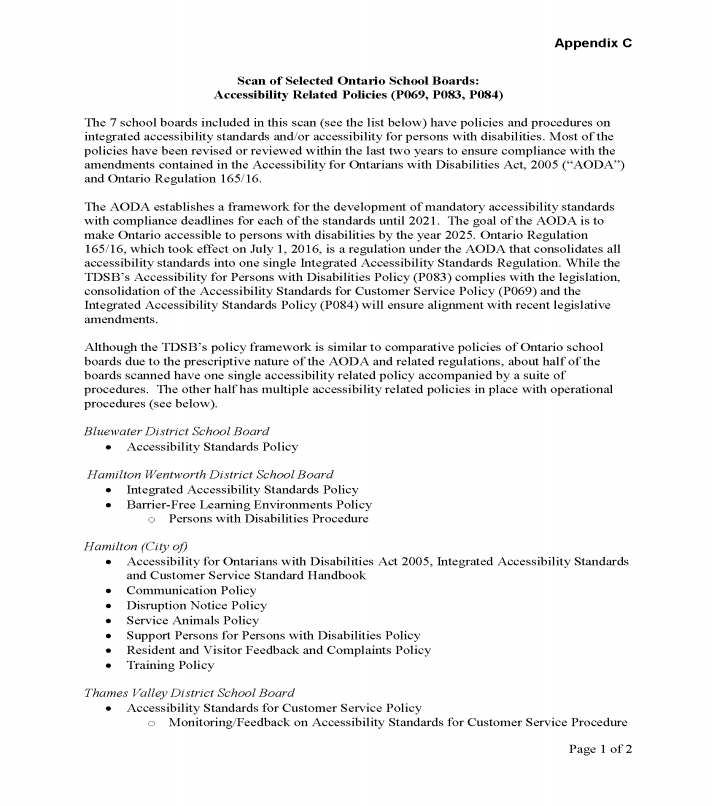 Appendix C
Scan of Selected Ontario School Boards:
Accessibility Related Policies (P069, P083, P084)
The 7 school boards included in this scan (see the list below) have policies and procedures on
integrated accessibility standards and/or accessibility for persons with disabilities. Most of the
policies have been revised or reviewed within the last two years to ensure compliance with the
amendments contained in the Accessibility for Ontarians with Disabilities Act, 2005 (“AODA”)
and Ontario Regulation 165/16.
The AODA establishes a framework for the development of mandatory accessibility standards
with compliance deadlines for each of the standards until 2021. The goal of the AODA is to
make Ontario accessible to persons with disabilities by the year 2025. Ontario Regulation
165/16, which took effect on July 1, 2016, is a regulation under the AODA that consolidates all
accessibility standards into one single Integrated Accessibility Standards Regulation. While the
TDSB’s Accessibility for Persons with Disabilities Policy (P083) complies with the legislation,
consolidation of the Accessibility Standards for Customer Service Policy (P069) and the
Integrated Accessibility Standards Policy (P084) will ensure alignment with recent legislative
amendments.
Although the TDSB’s policy framework is similar to comparative policies of Ontario school
boards due to the prescriptive nature of the AODA and related regulations, about half of the
boards scanned have one single accessibility related policy accompanied by a suite of
procedures. The other half has multiple accessibility related policies in place with operational
procedures (see below).
Bluewater District School Board
• Accessibility Standards Policy
Hamilton Wentworth District School Board
• Integrated Accessibility Standards Policy
• Barrier-Free Learning Environments Policy
o Persons with Disabilities Procedure
Hamilton (City of)
• Accessibility for Ontarians with Disabilities Act 2005, Integrated Accessibility Standards
and Customer Service Standard Handbook
• Communication Policy
• Disruption Notice Policy
• Service Animals Policy
• Support Persons for Persons with Disabilities Policy
• Resident and Visitor Feedback and Complaints Policy
• Training Policy
Thames Valley District School Board
• Accessibility Standards for Customer Service Policy
o Monitoring/Feedback on Accessibility Standards for Customer Service Procedure
Page 1 of 2